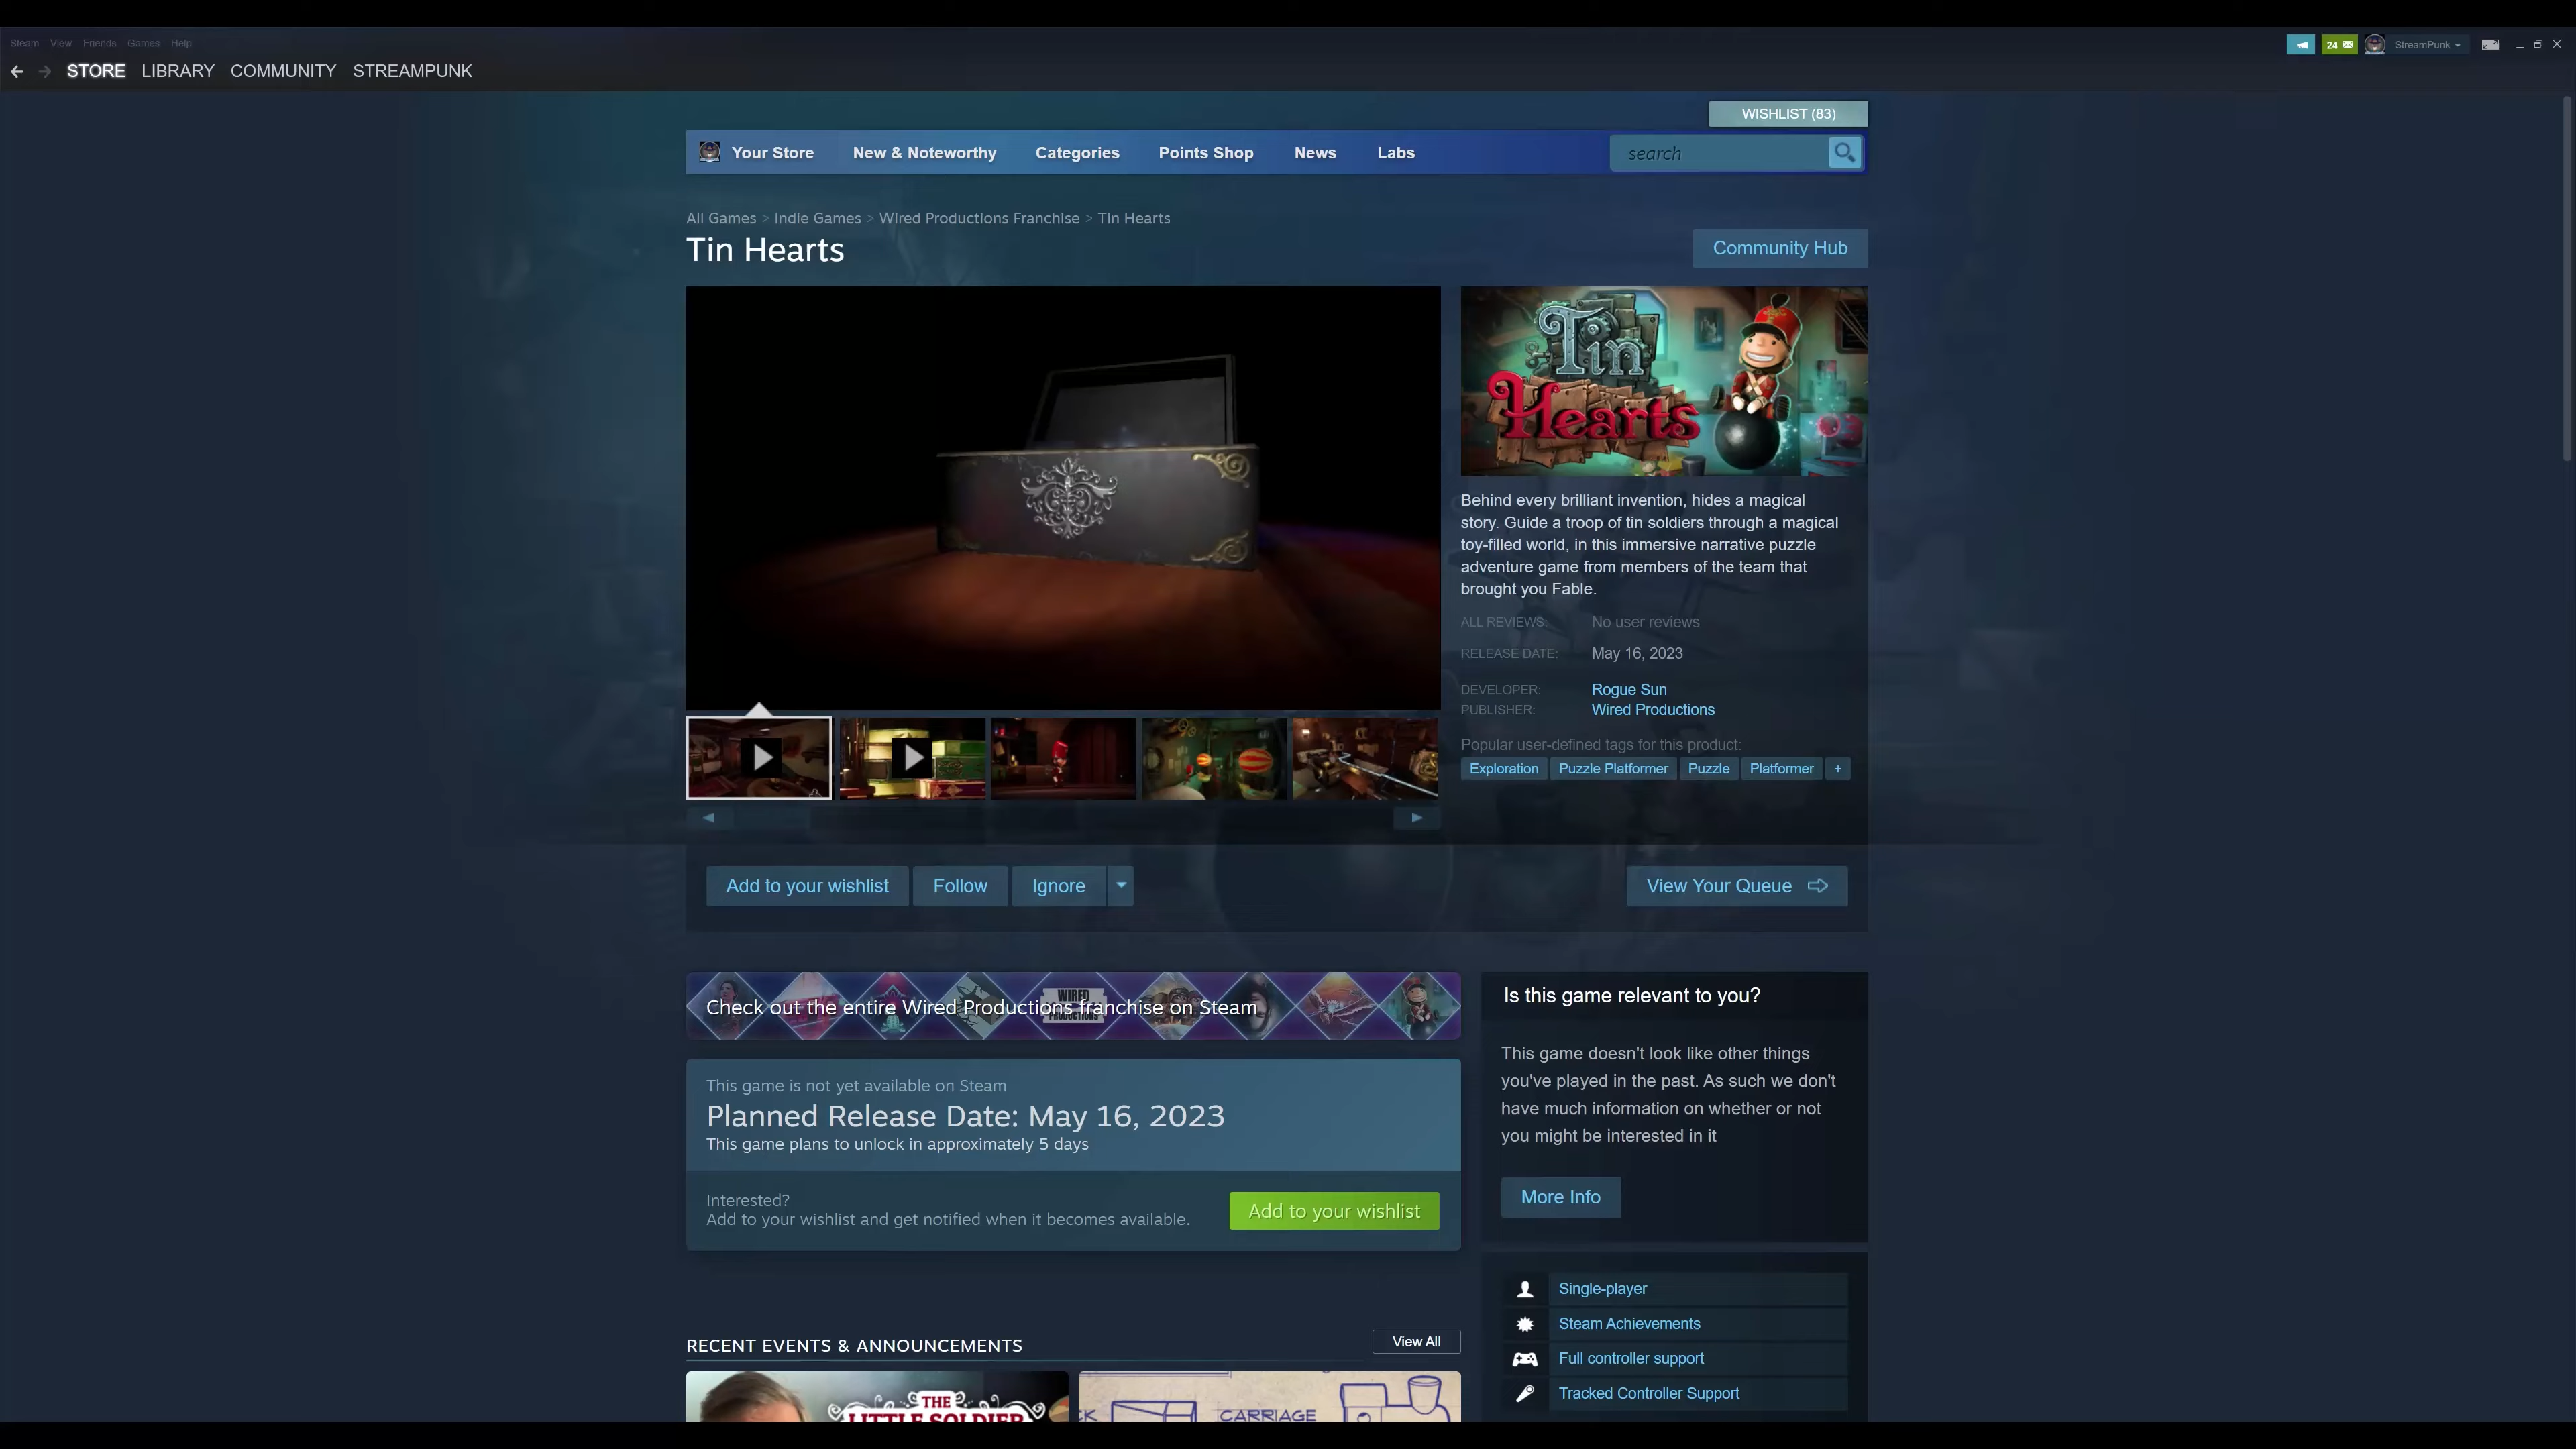 Steam View Friends Games Help
24
StreamPunk
STORE LIBRARY COMMUNITY STREAMPUNK
WISHLIST (83)
Your Store New & Noteworthy Categories Points Shop News Labs
search
All Games > Indie Games > Wired Productions Franchise > Tin Hearts
Tin Hearts
Community Hub
Tin
Hearts
Behind every brilliant invention, hides a magical
story. Guide a troop of tin soldiers through a magical
toy-filled world, in this immersive narrative puzzle
adventure game from members of the team that
brought you Fable.
ALL REVIEWS: No user reviews
RELEASE DATE: May 16, 2023
DEVELOPER: Rogue Sun
PUBLISHER: Wired Productions
Popular user-defined tags for this product:
Exploration Puzzle Platformer Puzzle Platformer +
Add to your wishlist Follow Ignore
View Your Queue
Check out the entire Wired Productions franchise on Steam
WIRED
PRODUCTIONS
This game is not yet available on Steam
Planned Release Date: May 16, 2023
This game plans to unlock in approximately 5 days
Interested?
Add to your wishlist and get notified when it becomes available.
Add to your wishlist
Is this game relevant to you?
This game doesn't look like other things
you've played in the past. As such we don't
have much information on whether or not
you might be interested in it
More Info
Single-player
Steam Achievements
Full controller support
Tracked Controller Support
RECENT EVENTS & ANNOUNCEMENTS
View All
THE
LITTLE SOLDIER
CARRIAGE